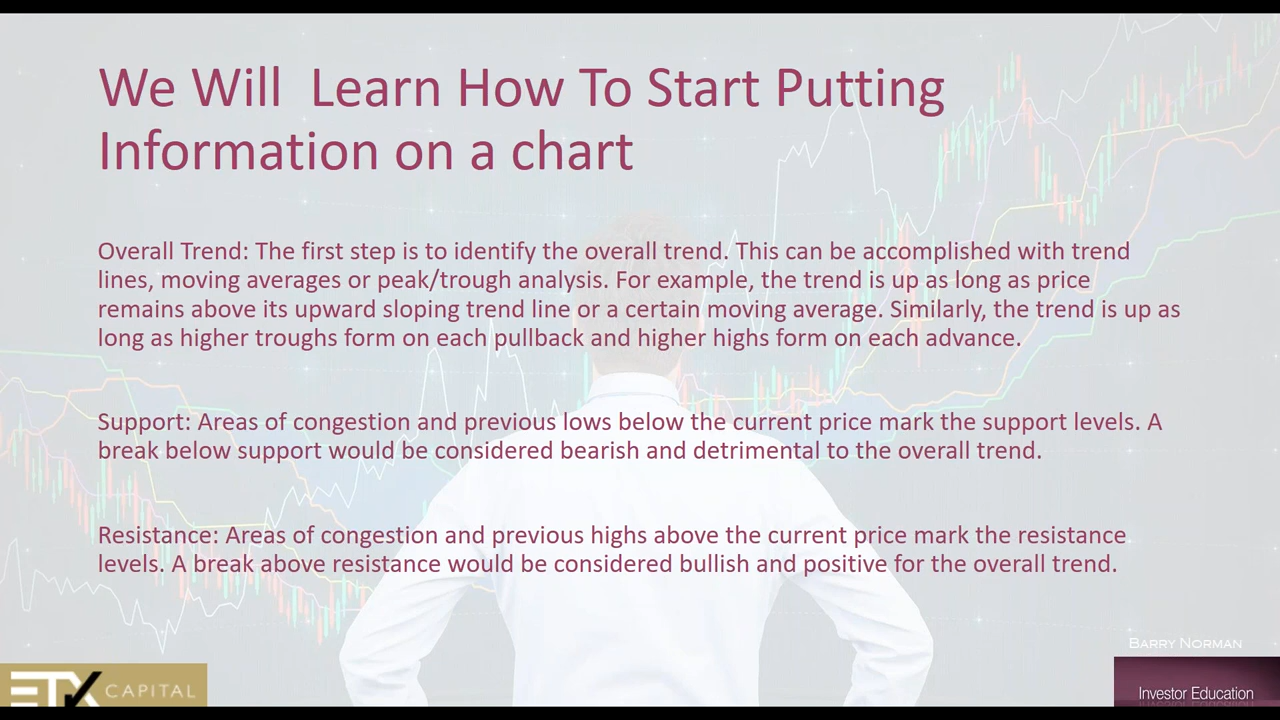 We Will  Learn How To Start Putting
Information on a chart
Overall Trend: The first step is to identify the overall trend. This can be accomplished with trend
lines, moving averages or peak/trough analysis. For example, the trend is up as long as price
remains above its upward sloping trend line or a certain moving average. Similarly, the trend is up as
long as higher troughs form on each pullback and higher highs form on each advance.
Support: Areas of congestion and previous lows below the current price mark the support levels. A
break below support would be considered bearish and detrimental to the overall trend.
Resistance: Areas of congestion and previous highs above the current price mark the resistance
levels. A break above resistance would be considered bullish and positive for the overall trend.
Barry Norman
ETX CAPITAL
Investor Education